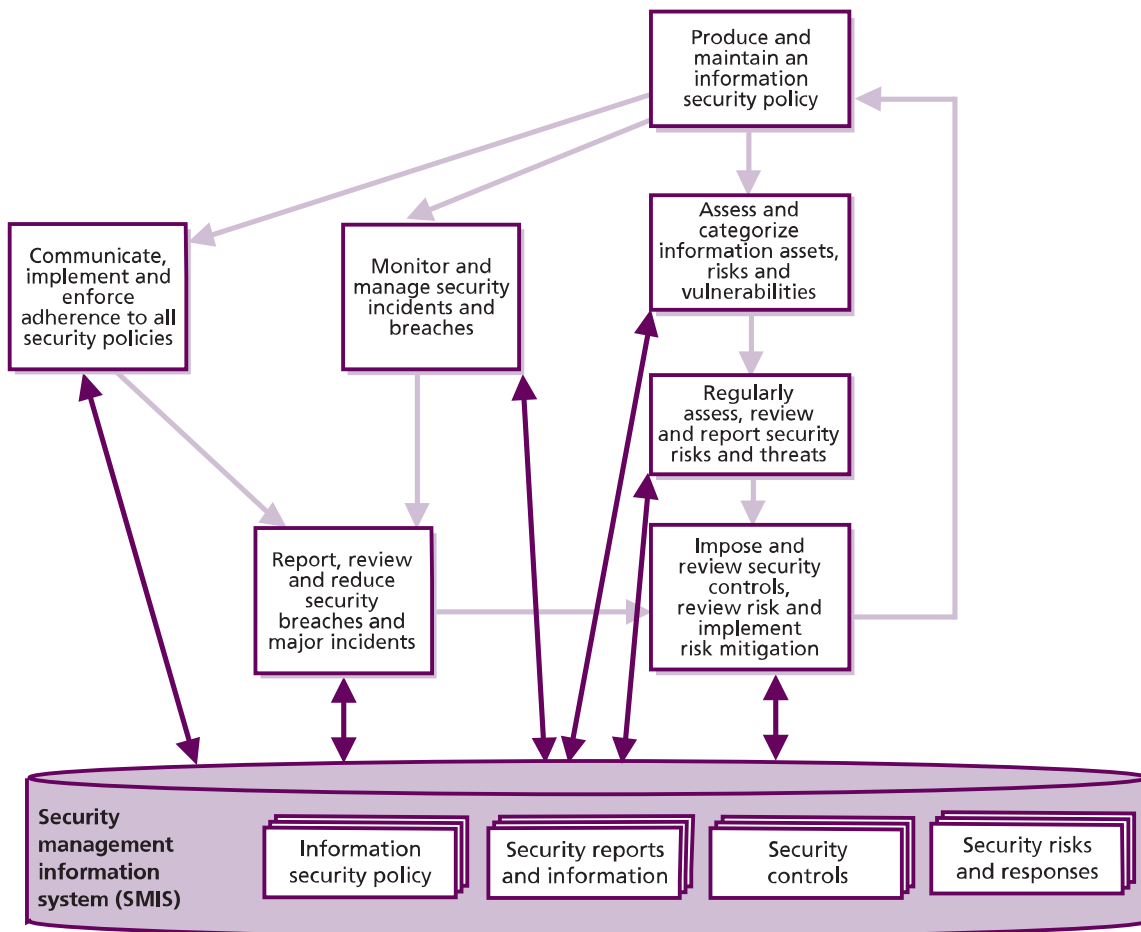 Produce and
maintain an
information
security policy
Communicate,
implement and
enforce
adherence to all
security policies
Monitor and
manage security
incidents and
breaches
Assess and
categorize
information assets,
risks and
vulnerabilities
Regularly
assess, review
and report security
risks and threats
Report, review
and reduce
security
breaches and
major incidents
Impose and
review security
controls,
review risk and
implement
risk mitigation
Security
management
information
system (SMIS)
Information
security policy
Security reports
and information
Security
controls
Security risks
and responses